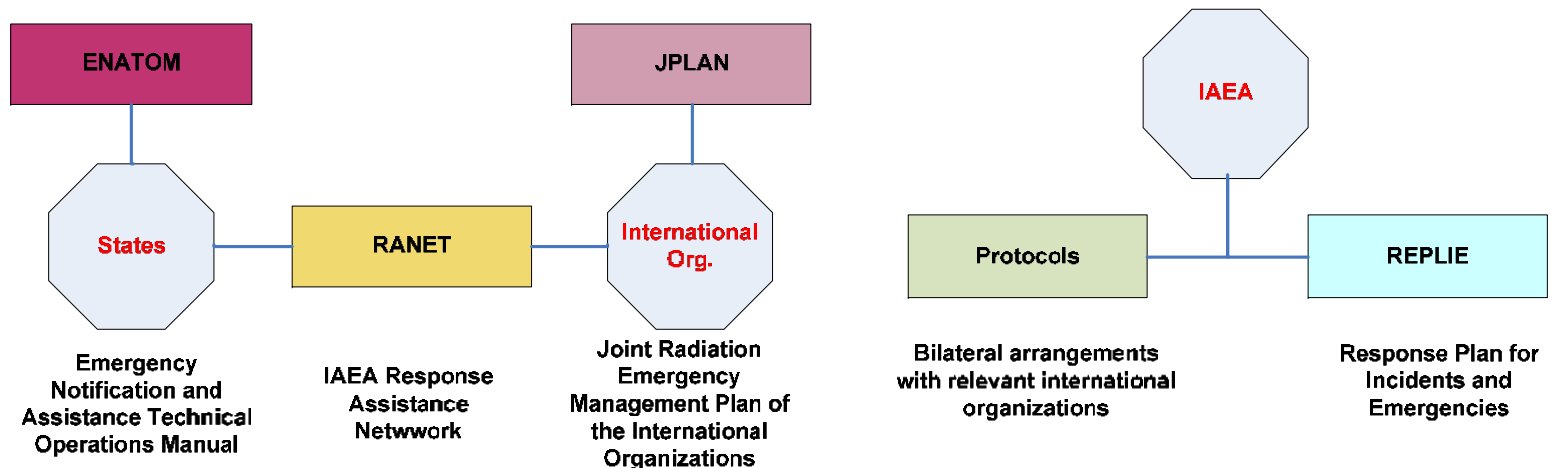 ENATOM
JPLAN
IAEA
States
RANET
International
Org.
Protocols
REPLIE
Emergency
Notification and
Assistance Technical
Operations Manual
IAEA Response
Assistance
Netwwork
Joint Radiation
Emergency
Management Plan of
the International
Organizations
Bilateral arrangements
with relevant international
organizations
Response Plan for
Incidents and
Emergencies